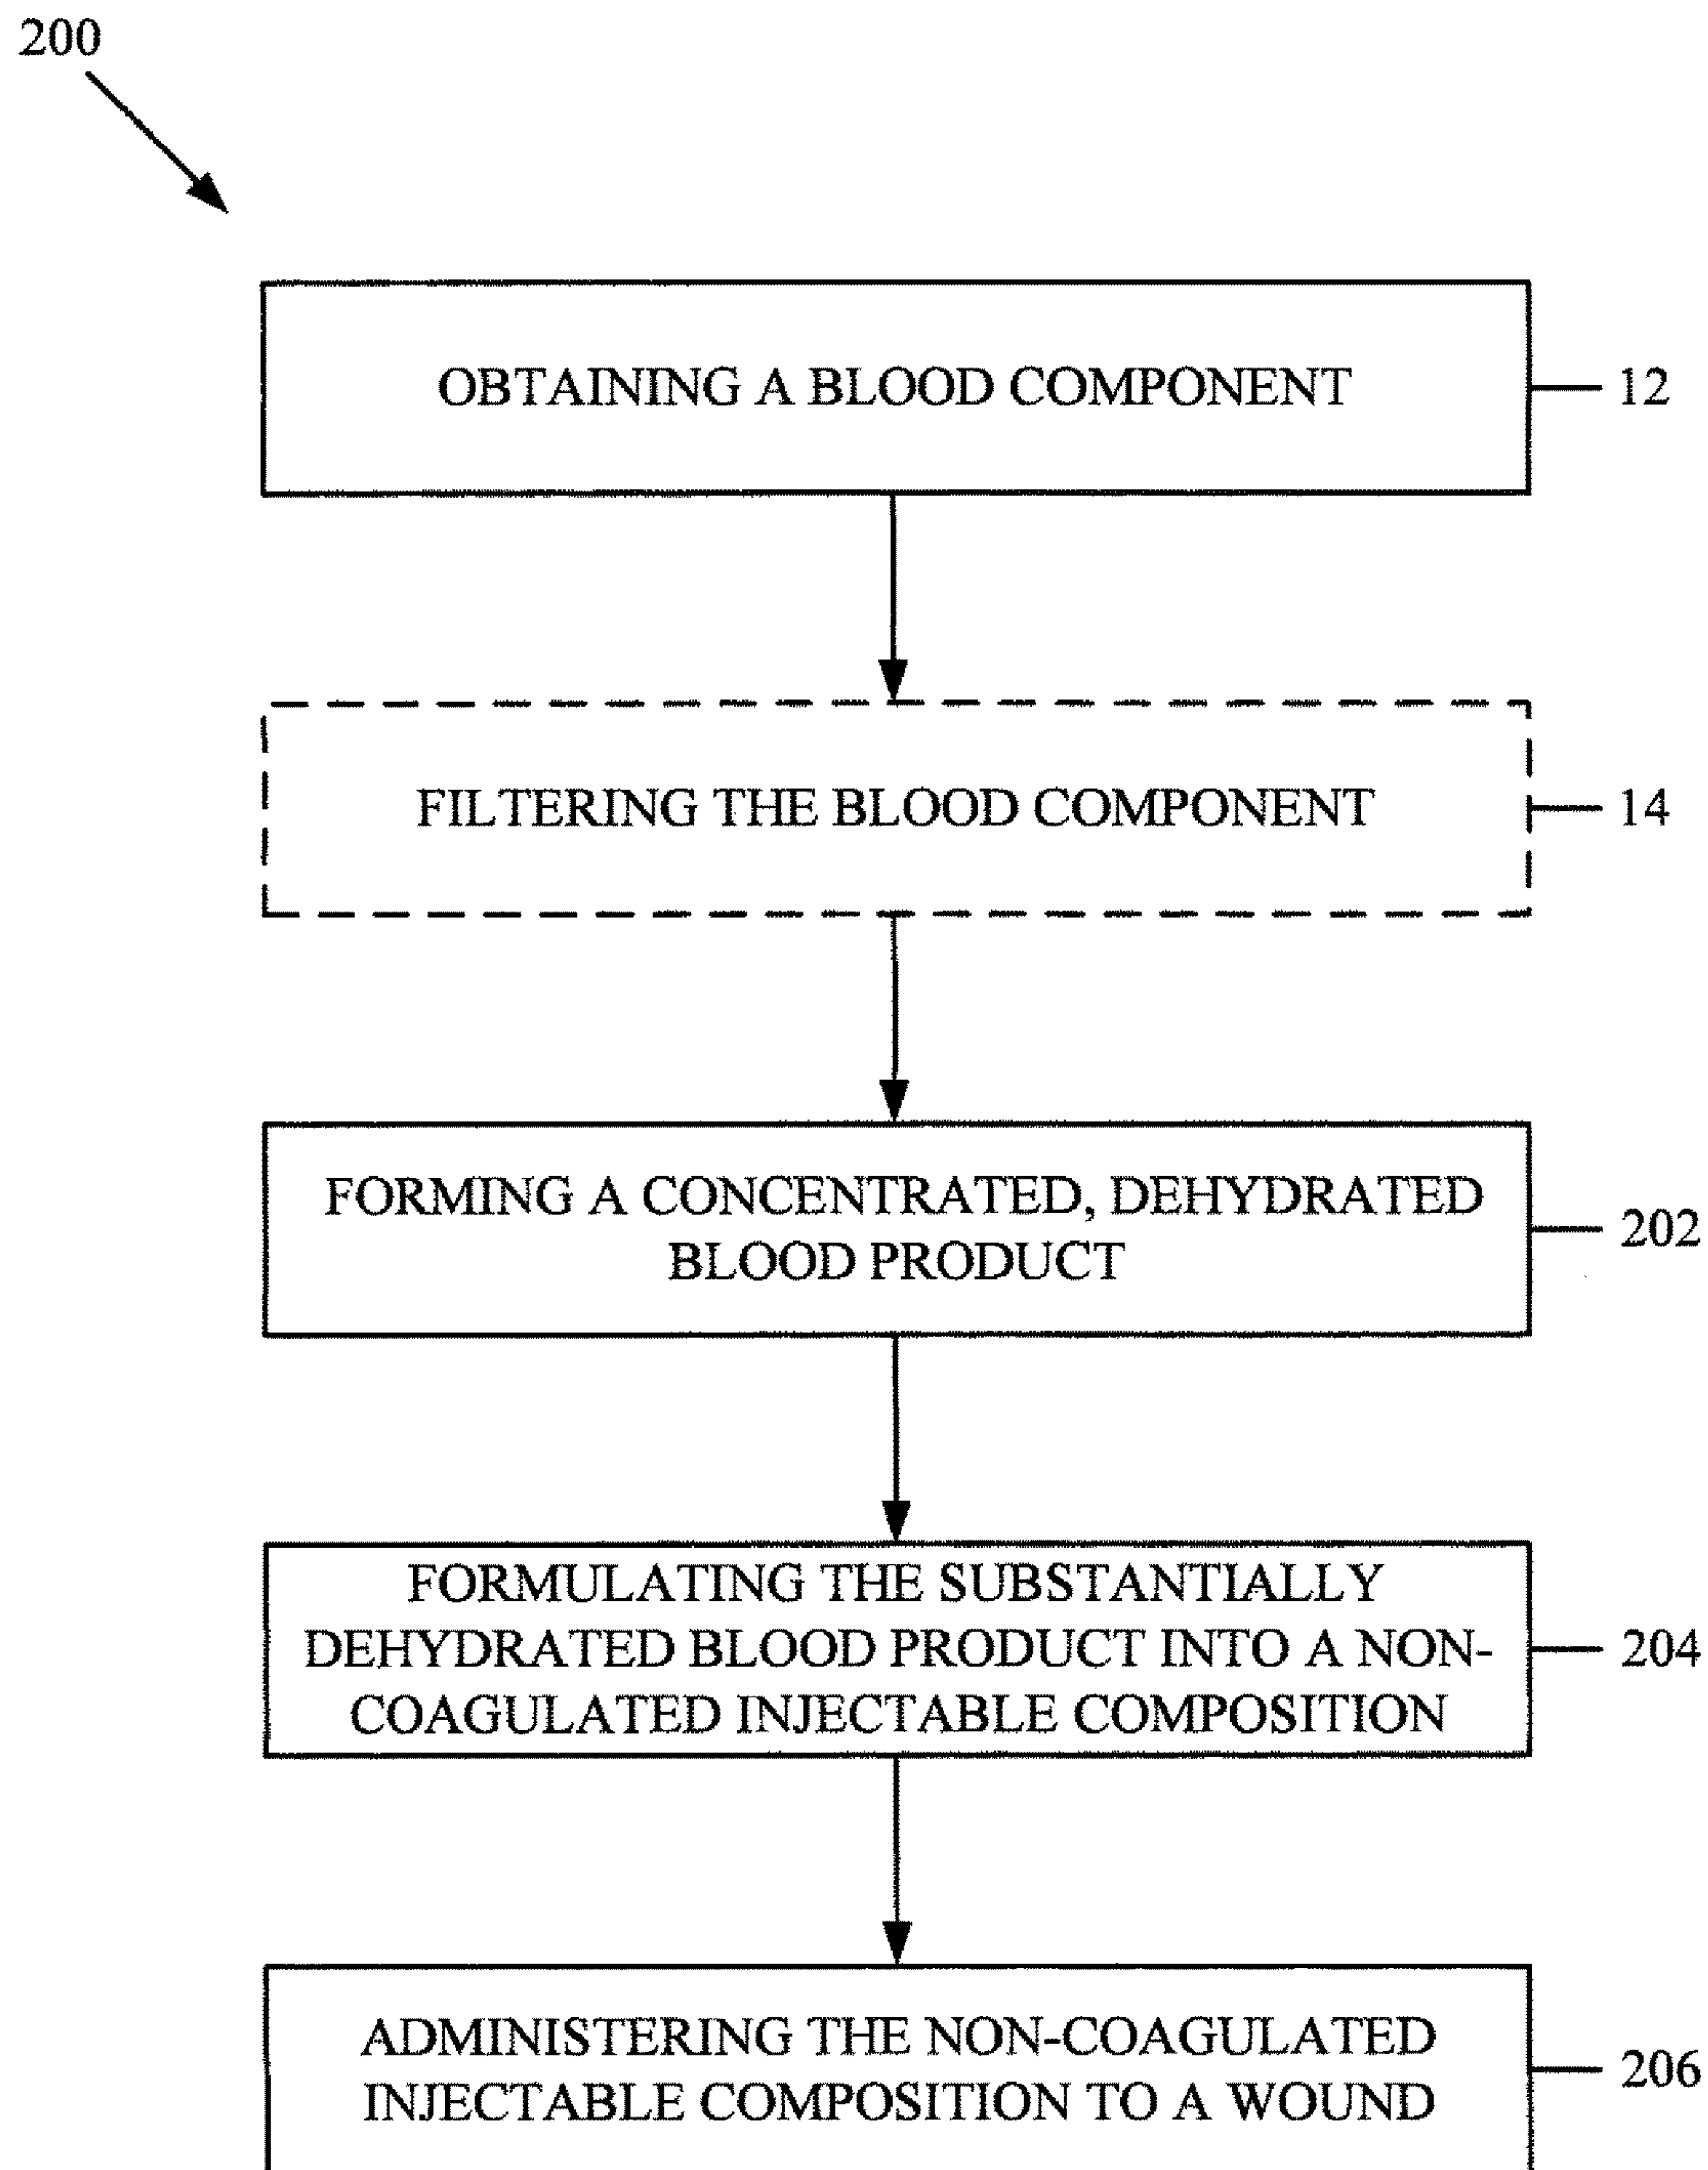 200
OBTAINING A BLOOD COMPONENT
12
FILTERING THE BLOOD COMPONENT
14
FORMING A CONCENTRATED, DEHYDRATED
BLOOD PRODUCT
202
FORMULATING THE SUBSTANTIALLY
DEHYDRATED BLOOD PRODUCT INTO A NON-
COAGULATED INJECTABLE COMPOSITION
204
ADMINISTERING THE NON-COAGULATED
INJECTABLE COMPOSITION TO A WOUND
206